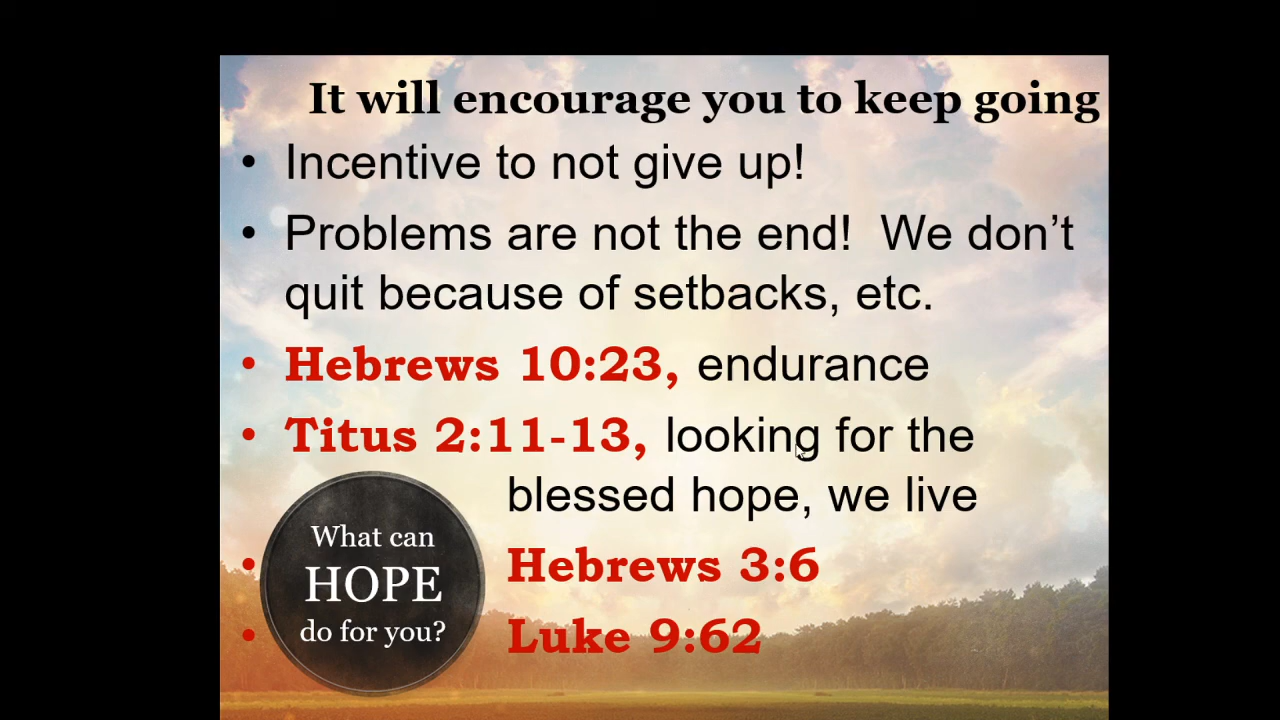 It will encourage you to keep going
• Incentive to not give up!
• Problems are not the end!  We don’t
quit because of setbacks, etc.
• Hebrews 10:23, endurance
• Titus 2:11-13, looking for the
blessed hope, we live
• Hebrews 3:6
• Luke 9:62
What can
HOPE
do for you?